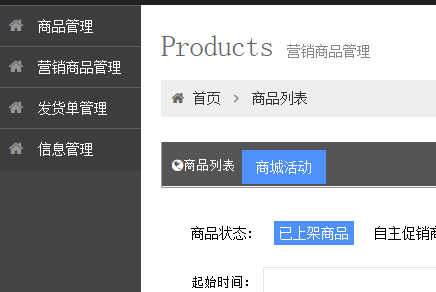 商品管理
营销商品管理
发货单管理
信息管理
Products 营销商品管理
首页 > 商品列表
商品列表 商城活动
商品状态： 已上架商品 自主促销
起始时间：